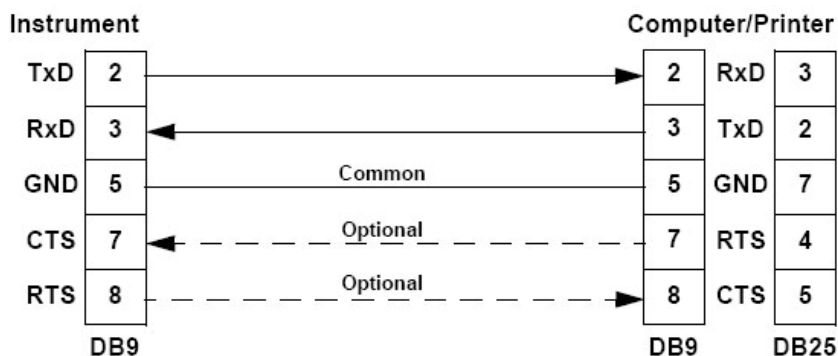 Instrument Computer/Printer
TxD 2 2 RxD 3
RxD 3 3 TxD 2
GND 5 Common 5 GND 7
CTS 7 Optional 7 RTS 4
RTS 8 Optional 8 CTS 5
DB9 DB9 DB25